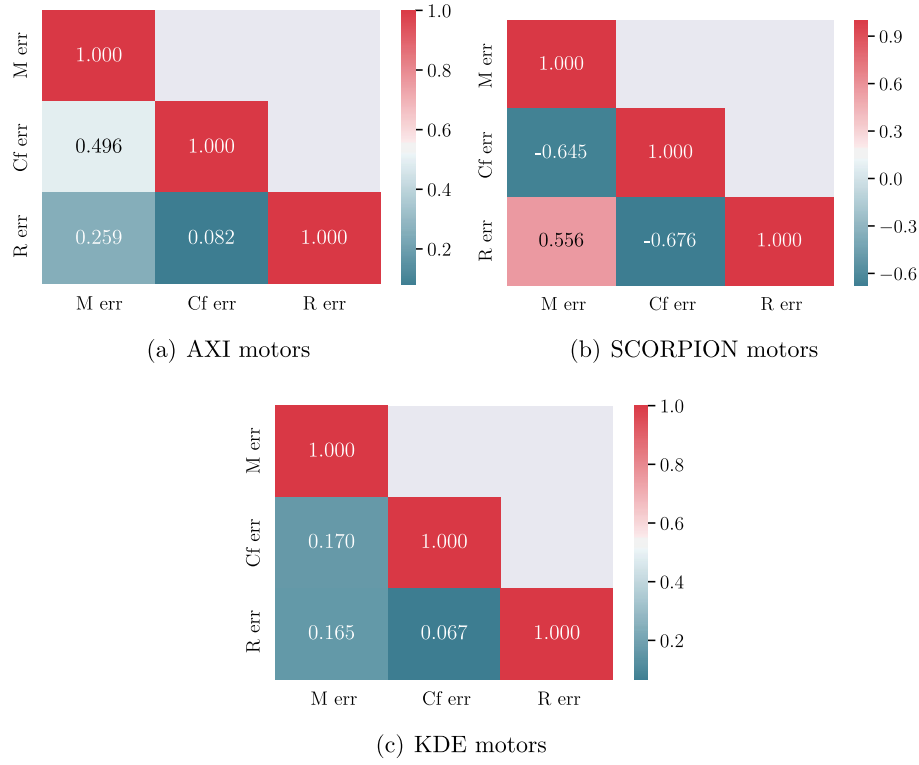 M err
1.000
Cf err
0.496
1.000
R err
0.259
0.082
1.000
M err
Cf err
R err
1.0
0.8
0.6
0.4
0.2
(a) AXI motors
M err
1.000
Cf err
-0.645
1.000
R err
0.556
-0.676
1.000
M err
Cf err
R err
0.9
0.6
0.3
0.0
−0.3
−0.6
(b) SCORPION motors
M err
1.000
Cf err
0.170
1.000
R err
0.165
0.067
1.000
M err
Cf err
R err
1.0
0.8
0.6
0.4
0.2
(c) KDE motors